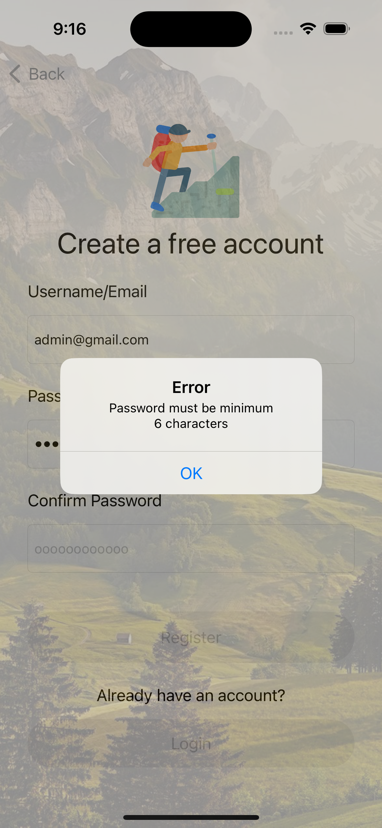 9:16
Back
Create a free account
Username/Email
admin@gmail.com
Pass
Error
Password must be minimum
6 characters
OK
Confirm Password
oooooooooooo
Register
Already have an account?
Login